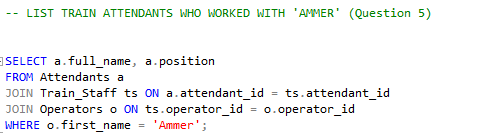 -- LIST TRAIN ATTENDANTS WHO WORKED WITH 'AMMER' (Question 5)
SELECT a.full_name, a.position
FROM Attendants a
JOIN Train_Staff ts ON a.attendant_id = ts.attendant_id
JOIN Operators o ON ts.operator_id = o.operator_id
WHERE o.first_name = 'Ammer';